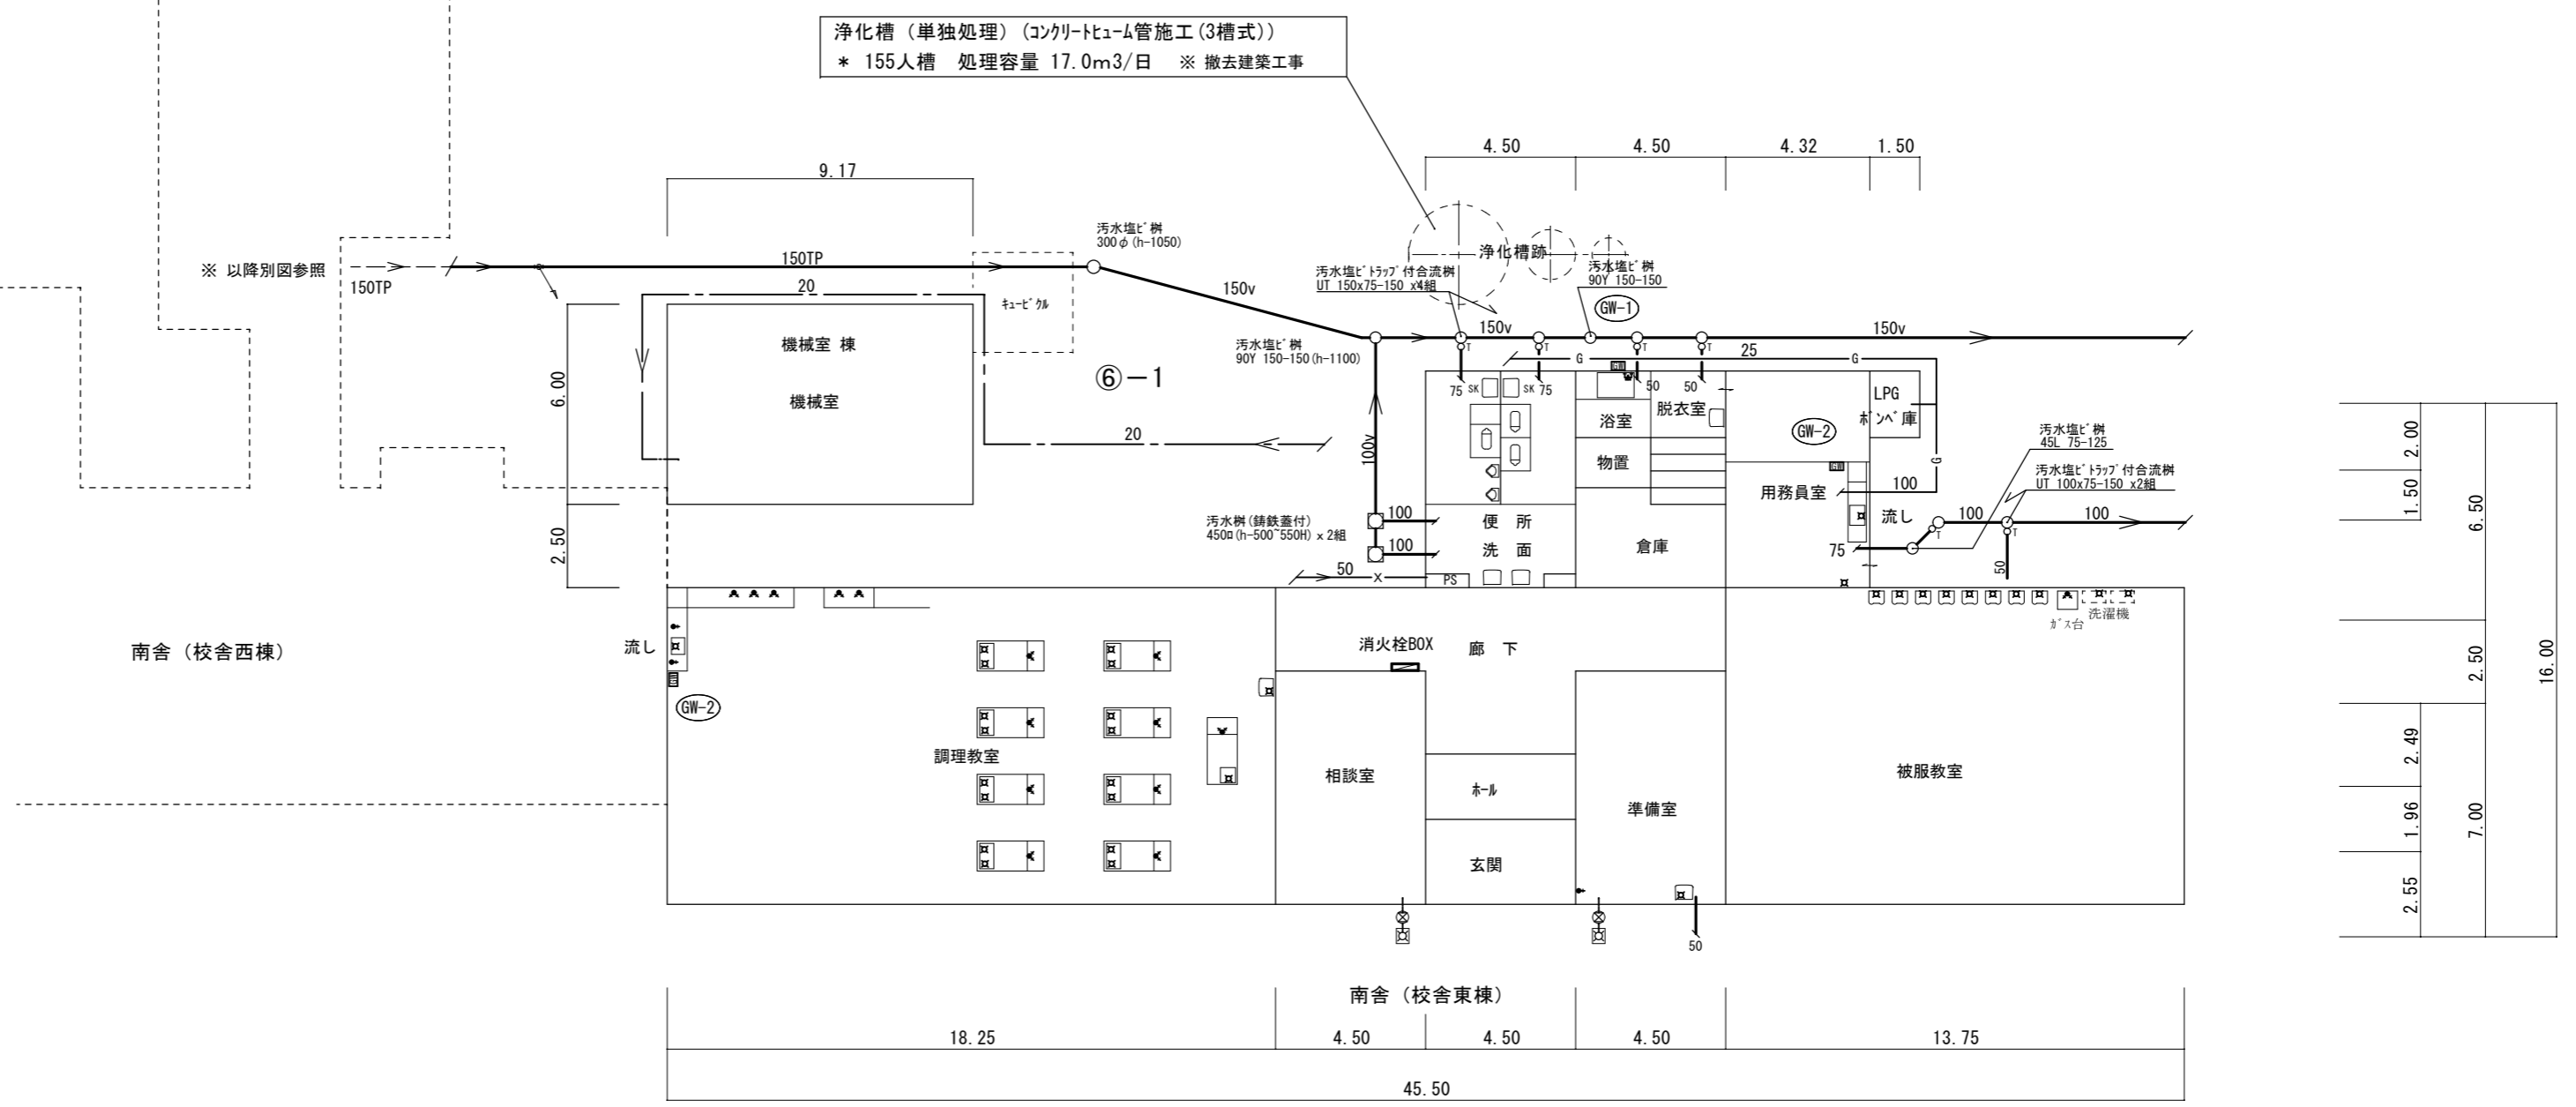 浄化槽（単独処理）(ｺﾝｸﾘｰﾄﾋｭｰﾑ管施工(3槽式))
* 155人槽　処理容量 17.0m3/日　※ 撤去建築工事
4.50
4.50
4.32
1.50
9.17
汚水塩ﾋﾞ桝
300φ(h-1050)
浄化槽跡
※ 以降別図参照
150TP
150TP
汚水塩ﾋﾞﾄﾗｯﾌﾟ付合流桝
UT 150x75-150 x4組
汚水塩ﾋﾞ桝
90Y 150-150
20
ｷｭｰﾋﾞｸﾙ
150v
GW-1
150v
150v
機械室 棟
汚水塩ﾋﾞ桝
90Y 150-150(h-1100)
T
T
T
T
G
25
G
⑥－1
6.00
機械室
75
SK
SK
75
GW
50
50
脱衣室
LPG
ﾎﾞﾝﾍﾞ庫
浴室
GW-2
20
100v
物置
GW
G
汚水塩ﾋﾞ桝
45L 75-125
汚水塩ﾋﾞﾄﾗｯﾌﾟ付合流桝
UT 100x75-150 x2組
用務員室
100
2.00
1.50
6.50
汚水桝(鋳鉄蓋付)
450□(h-500~550H) x 2組
100
便　所
流し
100
100
T
T
2.50
100
洗　面
倉庫
75
50
50
X
PS
ｶﾞｽ台
洗濯機
南舎（校舎西棟）
流し
消火栓BOX
廊　下
2.50
16.00
GW
GW-2
調理教室
相談室
ﾎｰﾙ
準備室
被服教室
2.49
1.96
7.00
玄関
2.55
50
南舎（校舎東棟）
18.25
4.50
4.50
4.50
13.75
45.50